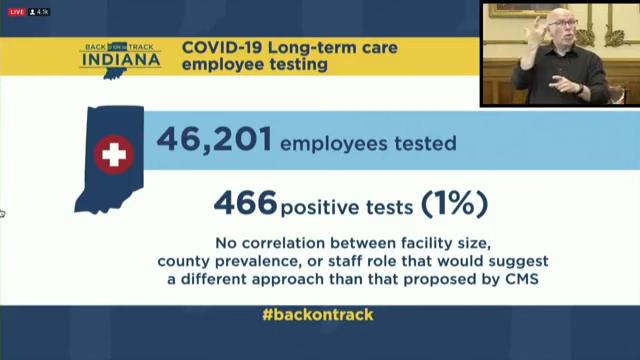 LIVE 4.1k
BACK ON TRACK
INDIANA
COVID-19 Long-term care
employee testing
46,201 employees tested
466 positive tests (1%)
No correlation between facility size,
county prevalence, or staff role that would suggest
a different approach than that proposed by CMS
#backontrack